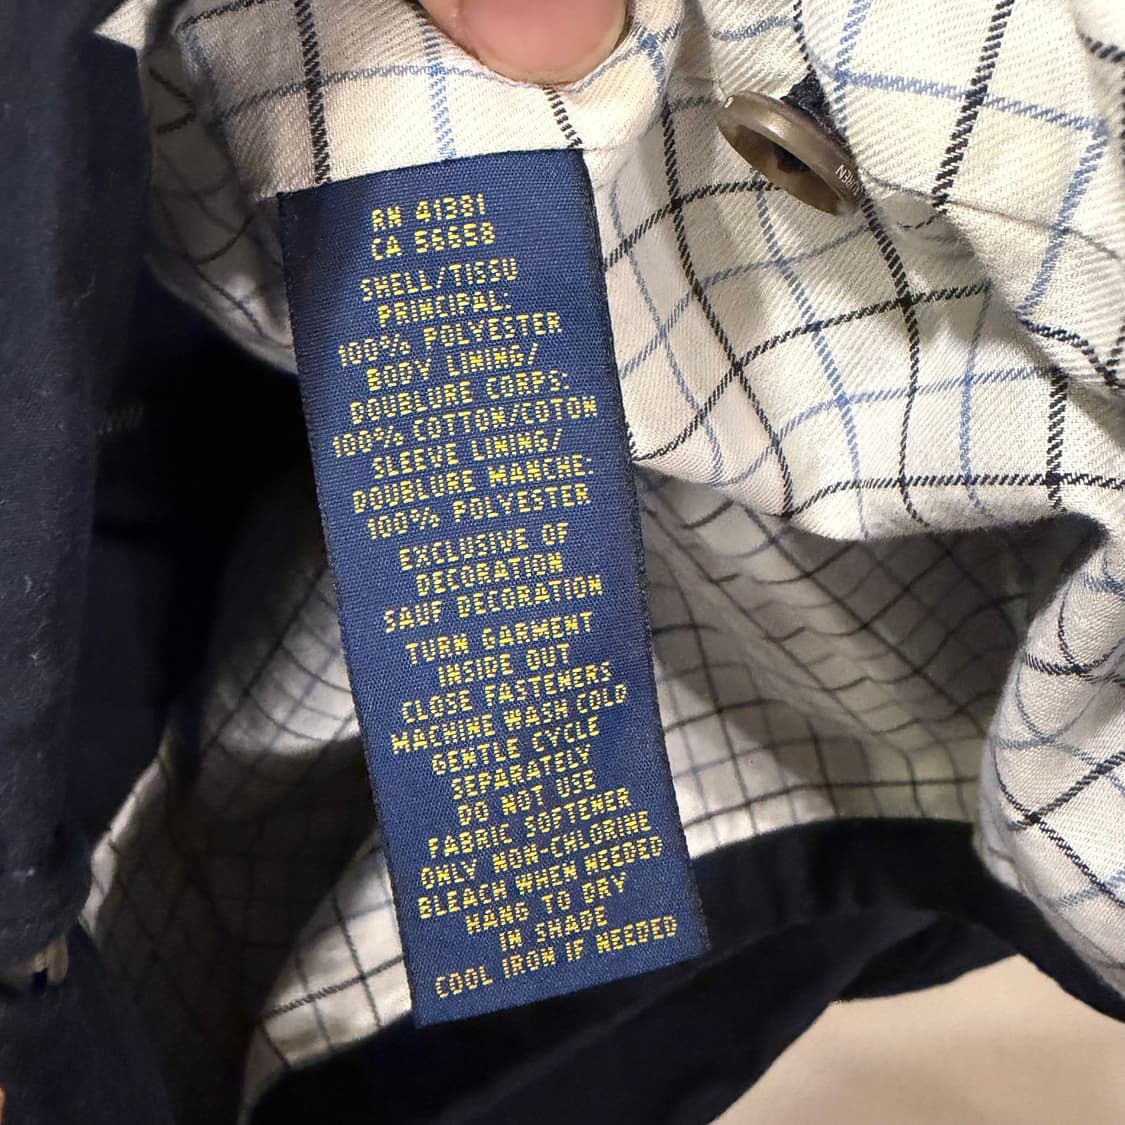 RN 41381
CA 56658
SHELL/TISSU
PRINCIPAL:
100% POLYESTER
BODY LINING/
DOUBLURE CORPS:
100% COTTON/COTON
SLEEVE LINING/
DOUBLURE MANCHE:
100% POLYESTER
EXCLUSIVE OF
DECORATION
SAUF DECORATION
TURN GARMENT
INSIDE OUT
CLOSE FASTENERS
MACHINE WASH COLD
GENTLE CYCLE
SEPARATELY
DO NOT USE
FABRIC SOFTENER
ONLY NON-CHLORINE
BLEACH WHEN NEEDED
HANG TO DRY
IN SHADE
COOL IRON IF NEEDED